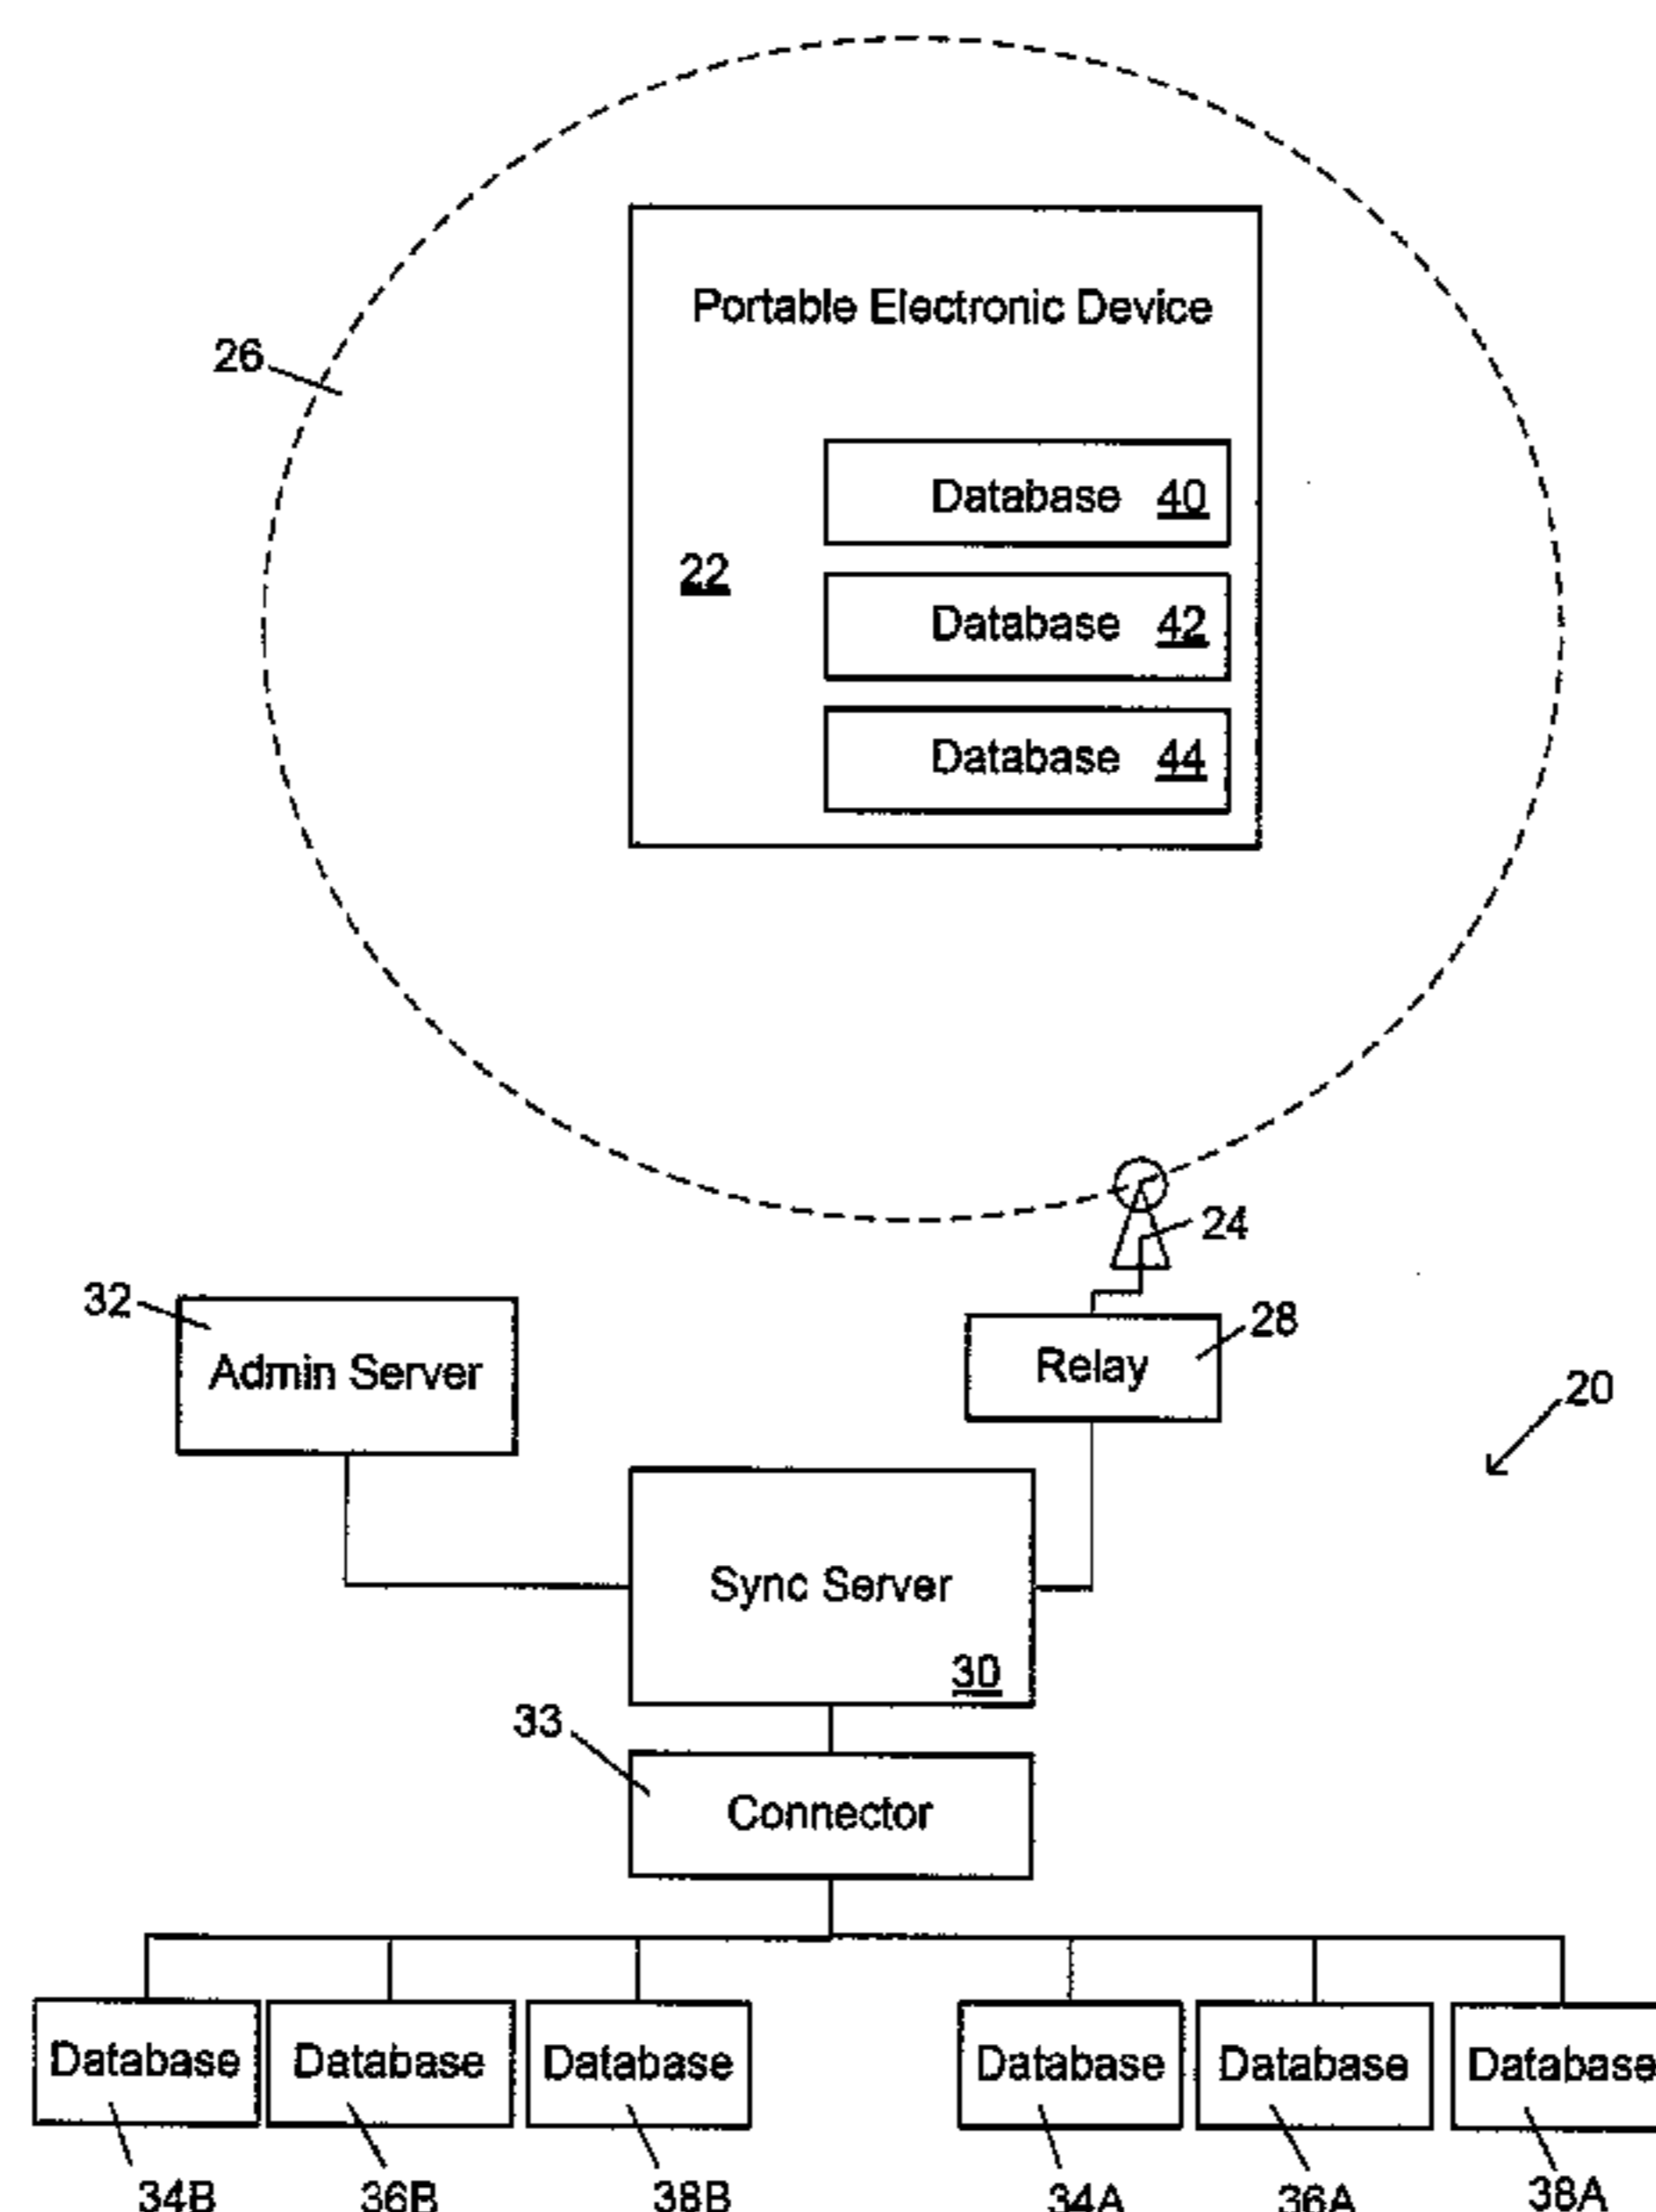 Portable Electronic Device
26
Database 40
22
Database 42
Database 44
24
32
28
Admin Server
Relay
20
Sync Server
30
33
Connector
Database Database Database Database Database Database
34B 36B 38B 34A 36A 38A